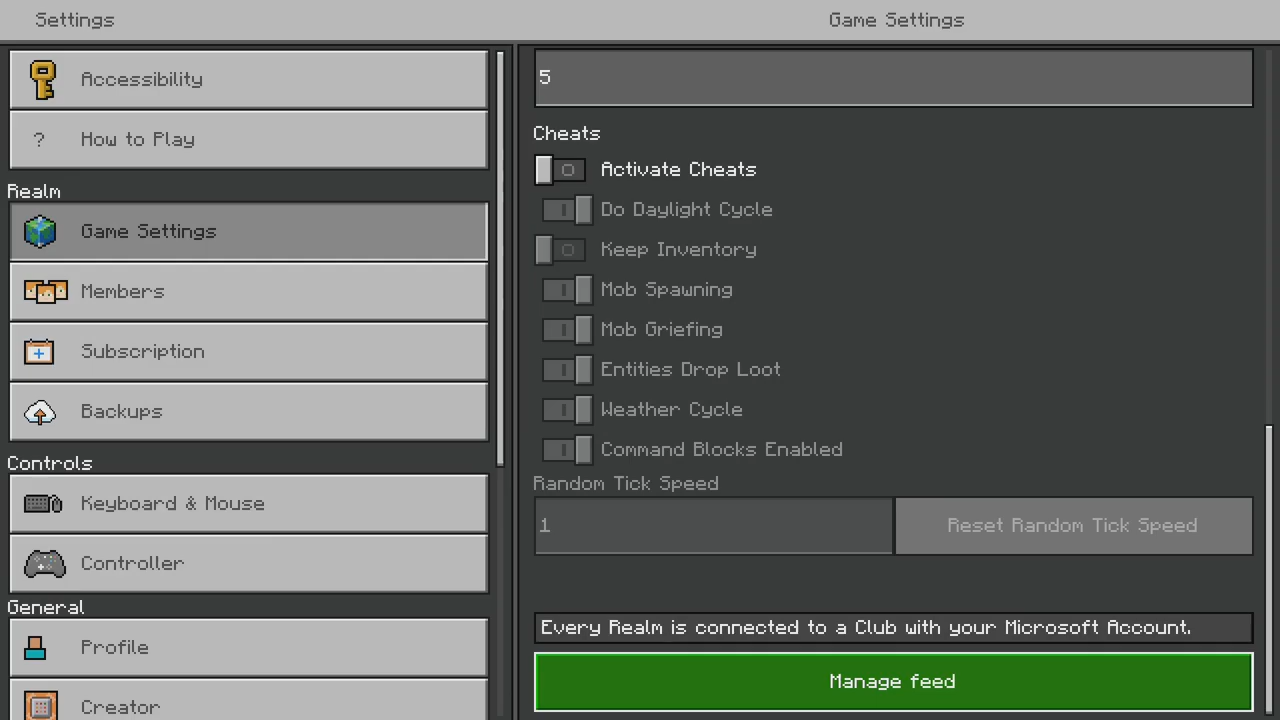 Settings
Game Settings
Accessibility
? How to Play
Realm
Game Settings
Members
Subscription
Backups
Controls
Keyboard & Mouse
Controller
General
Profile
Creator
5
Cheats
Activate Cheats
Do Daylight Cycle
Keep Inventory
Mob Spawning
Mob Griefing
Entities Drop Loot
Weather Cycle
Command Blocks Enabled
Random Tick Speed
1
Reset Random Tick Speed
Every Realm is connected to a Club with your Microsoft Account.
Manage feed